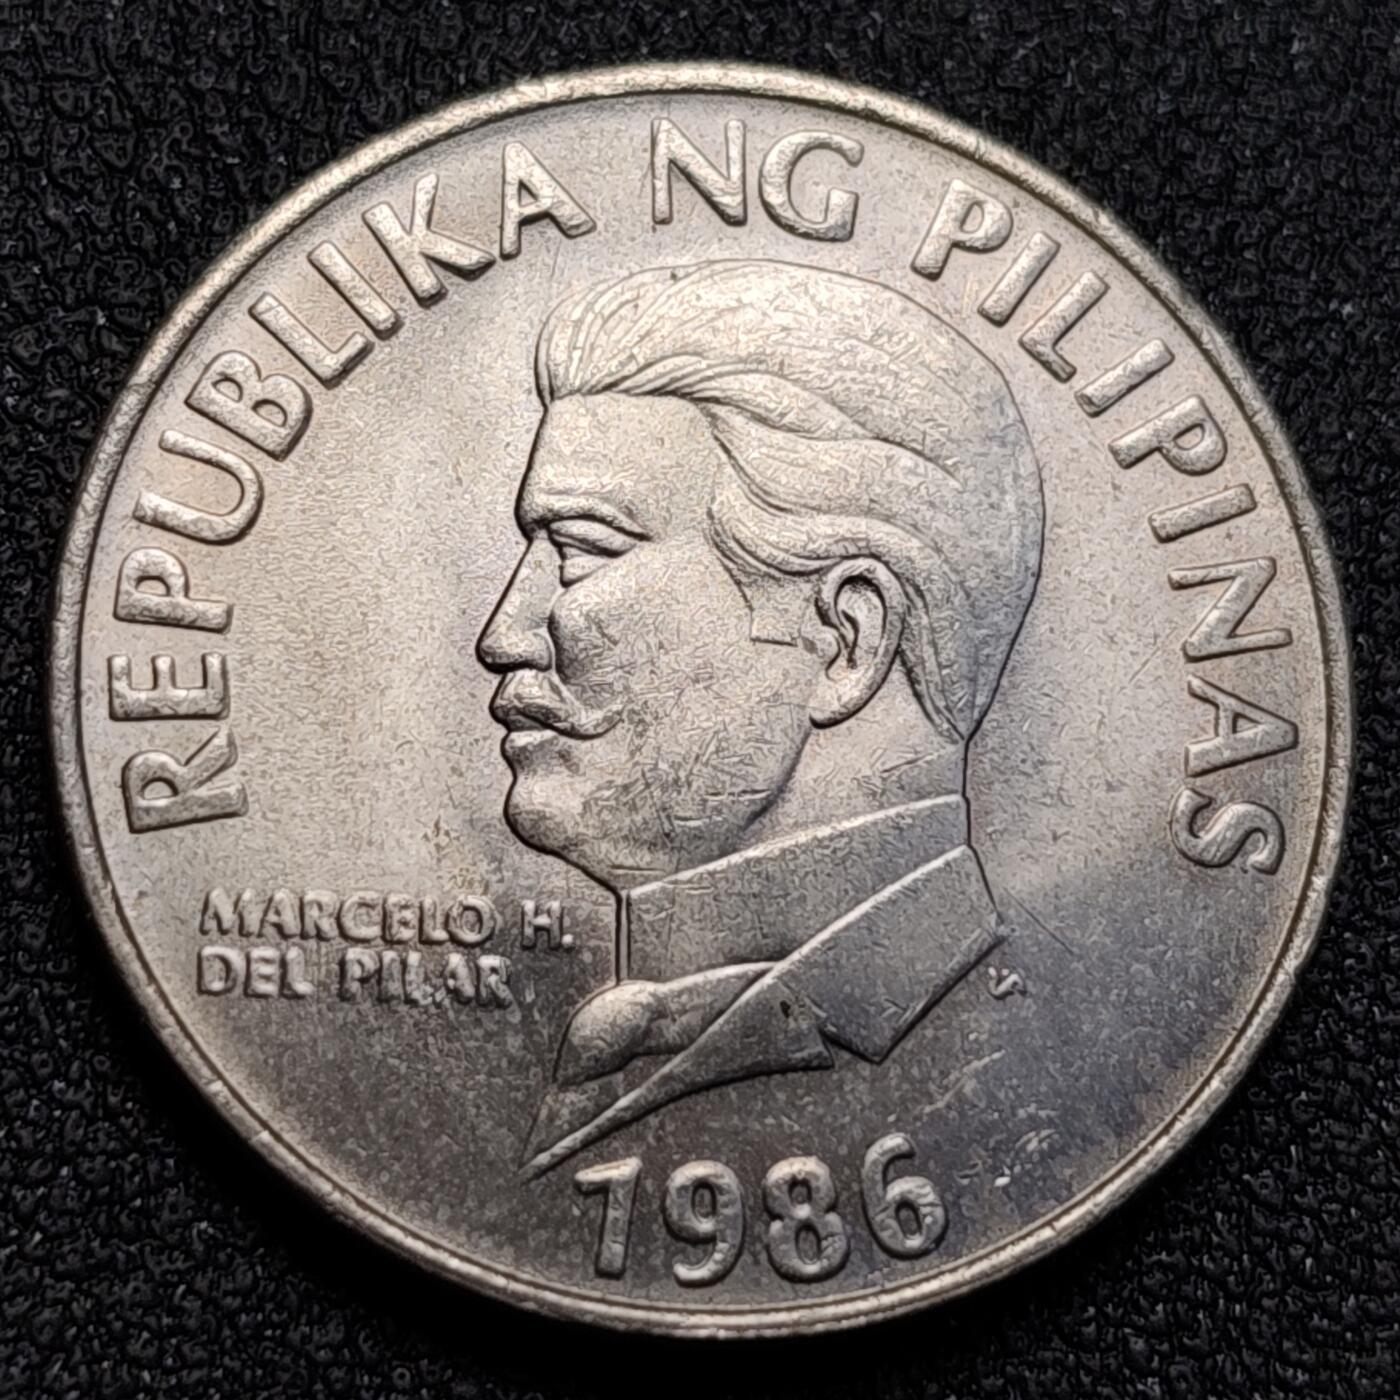 REPUBLIKA NG PILIPINAS
MARCELO H.
DEL PILAR
1986